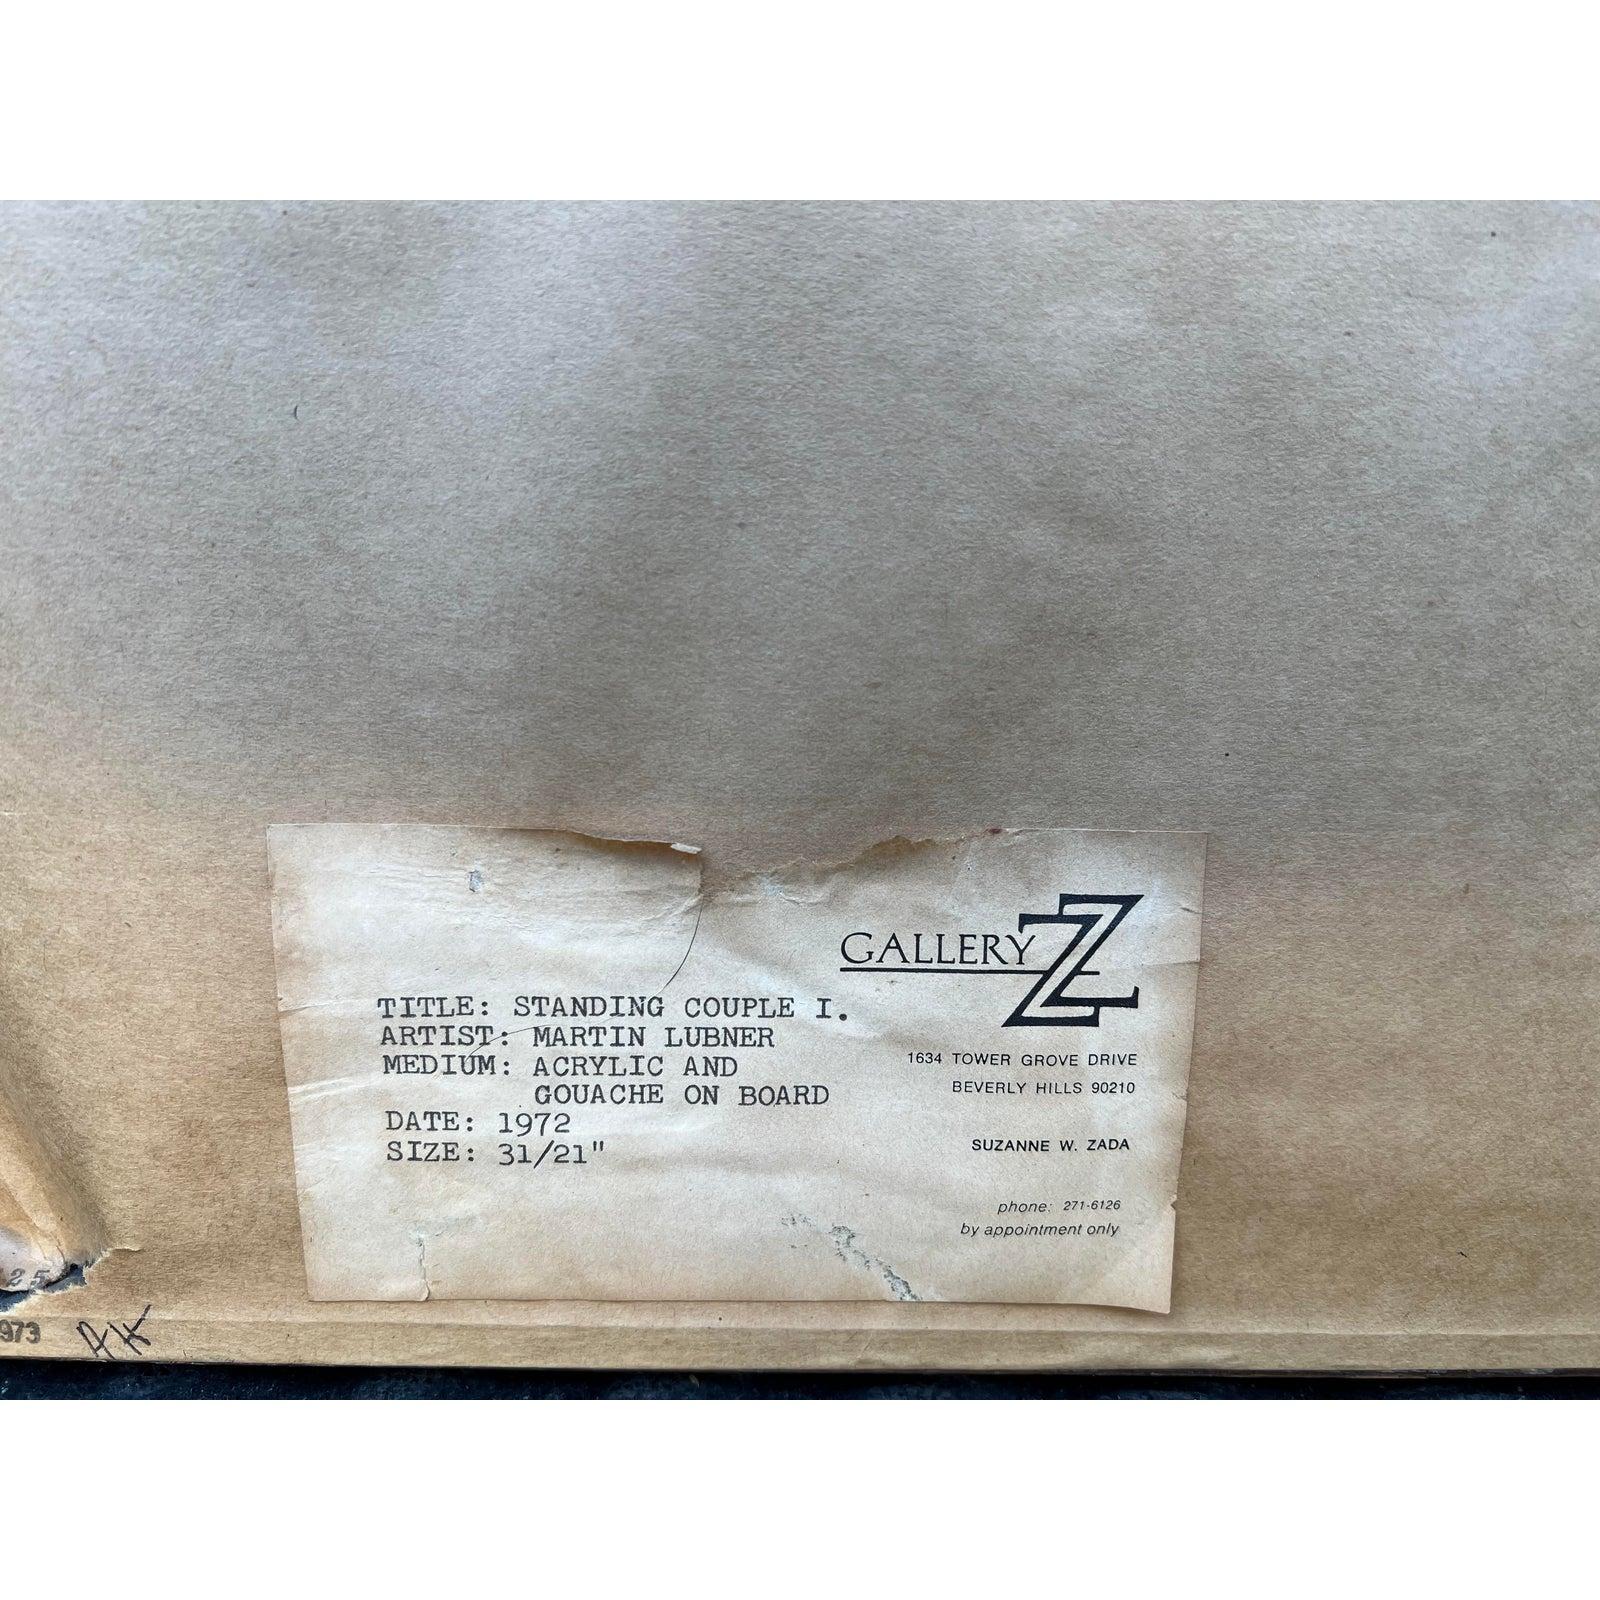 GALLERY Z
TITLE: STANDING COUPLE I.
ARTIST: MARTIN LUBNER
MEDIUM: ACRYLIC AND
GOUACHE ON BOARD
DATE: 1972
SIZE: 31/21"
1634 TOWER GROVE DRIVE
BEVERLY HILLS 90210
SUZANNE W. ZADA
phone: 271-6126
by appointment only
25
973